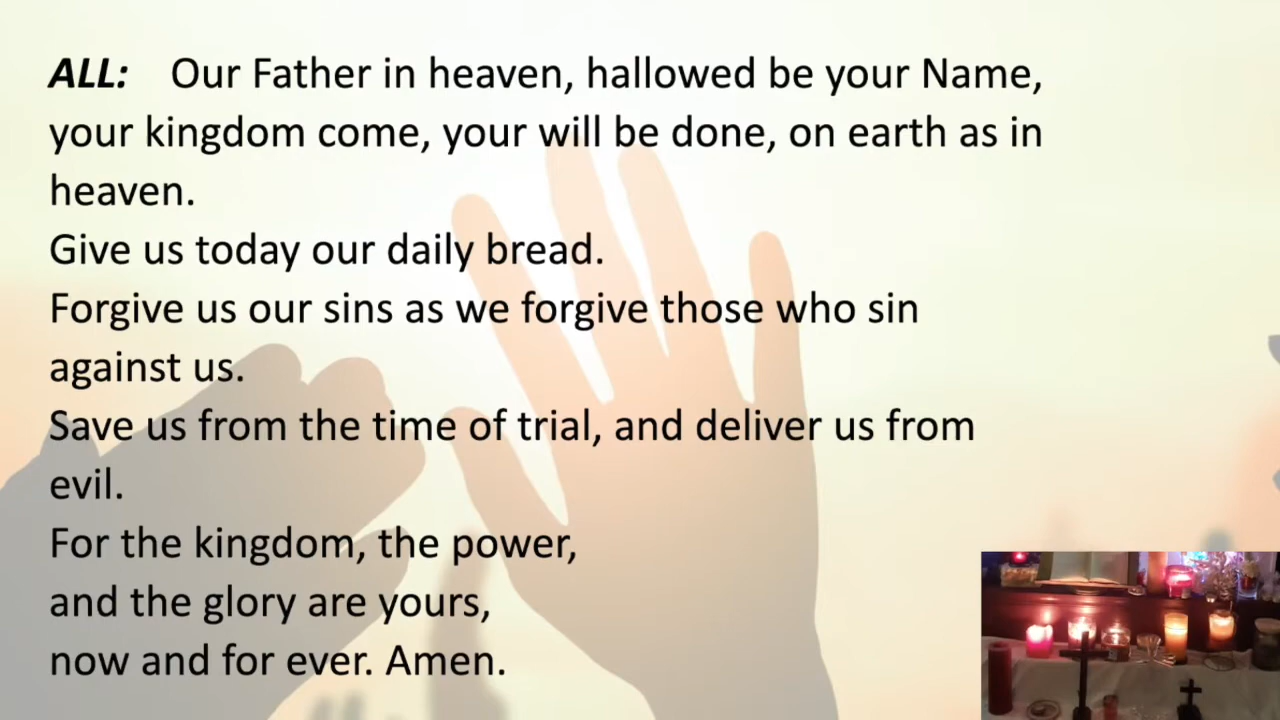 ALL: Our Father in heaven, hallowed be your Name,
your kingdom come, your will be done, on earth as in
heaven.
Give us today our daily bread.
Forgive us our sins as we forgive those who sin
against us.
Save us from the time of trial, and deliver us from
evil.
For the kingdom, the power,
and the glory are yours,
now and for ever. Amen.